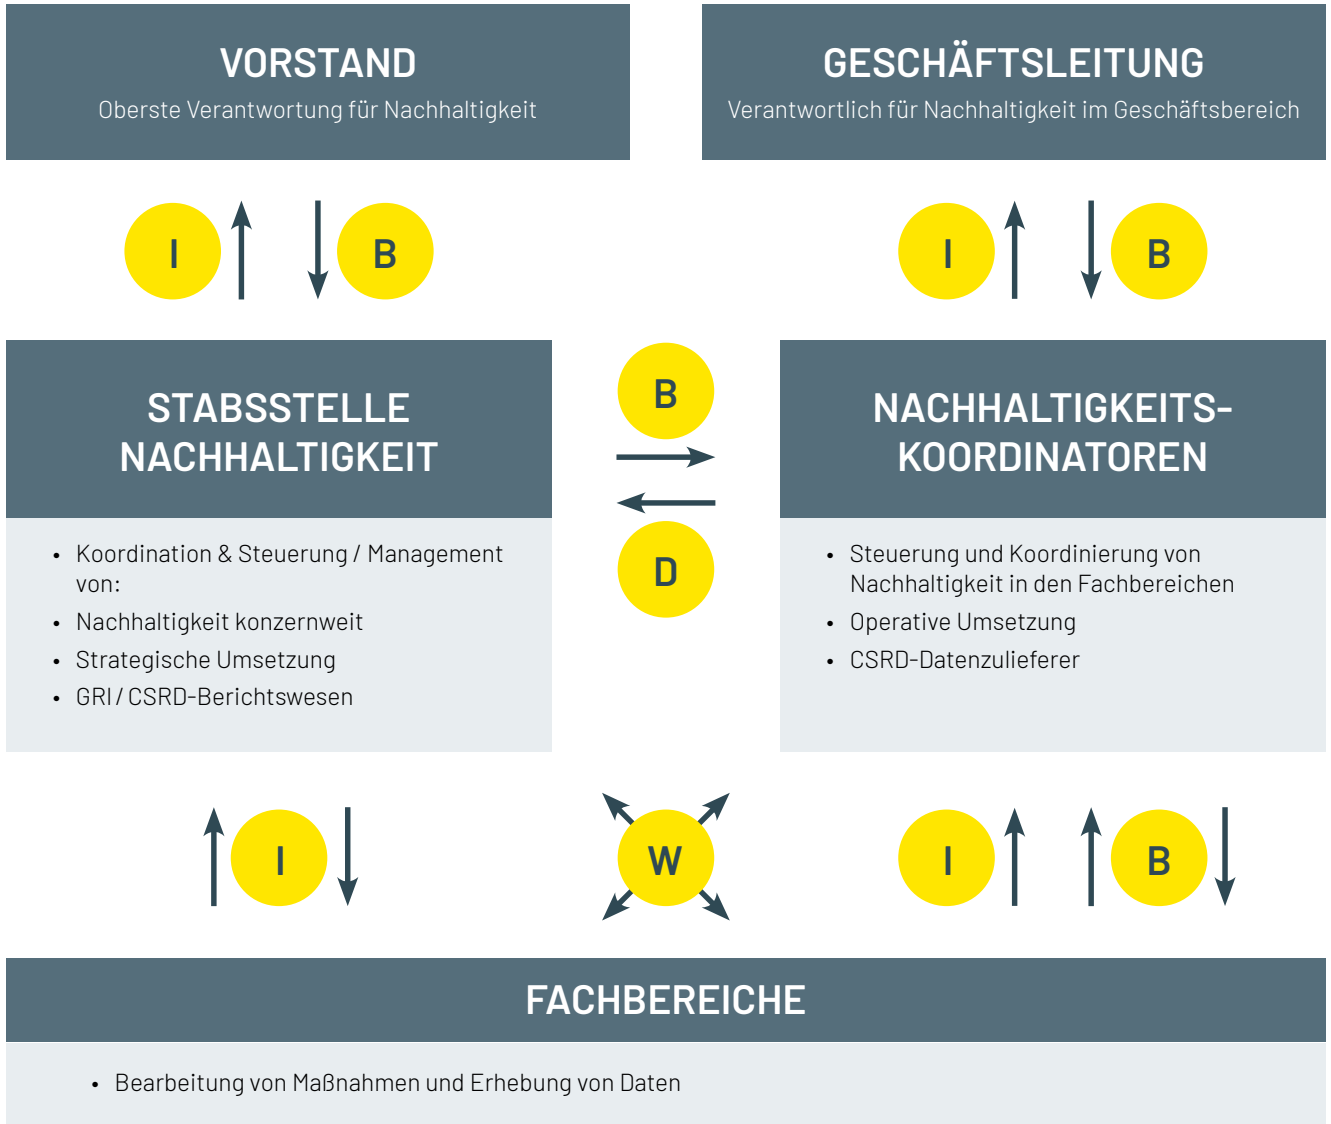 VORSTAND
Oberste Verantwortung für Nachhaltigkeit
GESCHÄFTSLEITUNG
Verantwortlich für Nachhaltigkeit im Geschäftsbereich
I
B
I
B
STABSSTELLE
NACHHALTIGKEIT
• Koordination & Steuerung / Management
von:
• Nachhaltigkeit konzernweit
• Strategische Umsetzung
• GRI / CSRD-Berichtswesen
B
D
NACHHALTIGKEITS-
KOORDINATOREN
• Steuerung und Koordinierung von
Nachhaltigkeit in den Fachbereichen
• Operative Umsetzung
• CSRD-Datenzulieferer
I
W
I
B
FACHBEREICHE
• Bearbeitung von Maßnahmen und Erhebung von Daten